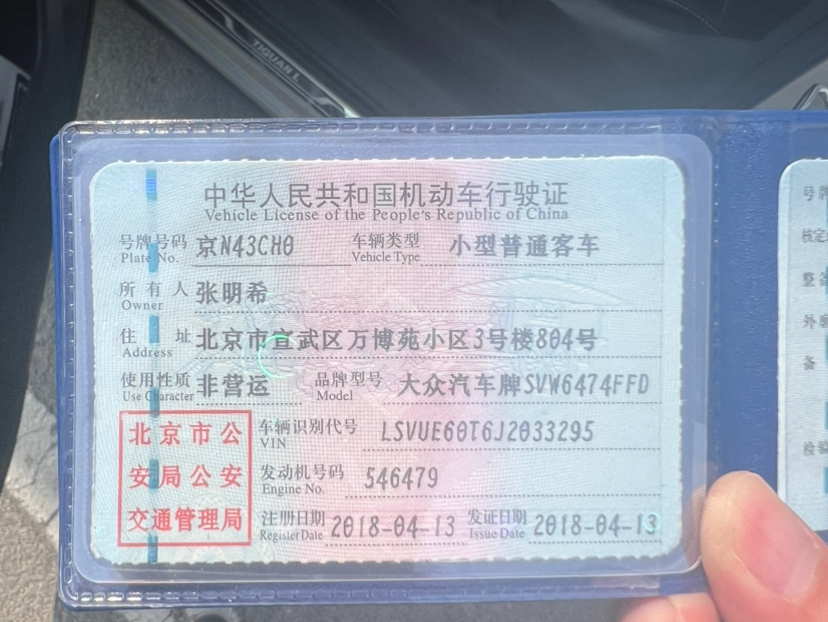 TIGUAN L
中华人民共和国机动车行驶证
Vehicle License of the People's Republic of China
号牌号码 京N43CH0 车辆类型 小型普通客车
Plate No. Vehicle Type
所有人 张明希
Owner
住址 北京市宣武区万博苑小区3号楼804号
Address
使用性质 非营运 品牌型号 大众汽车牌SVW6474FFD
Use Character Model
北京市公
安局公安
交通管理局
车辆识别代号 LSVUE60T6J2033295
VIN
发动机号码 546479
Engine No.
注册日期 2018-04-13 发证日期 2018-04-13
Register Date Issue Date
号牌
核定
整备
外廓
备
检验